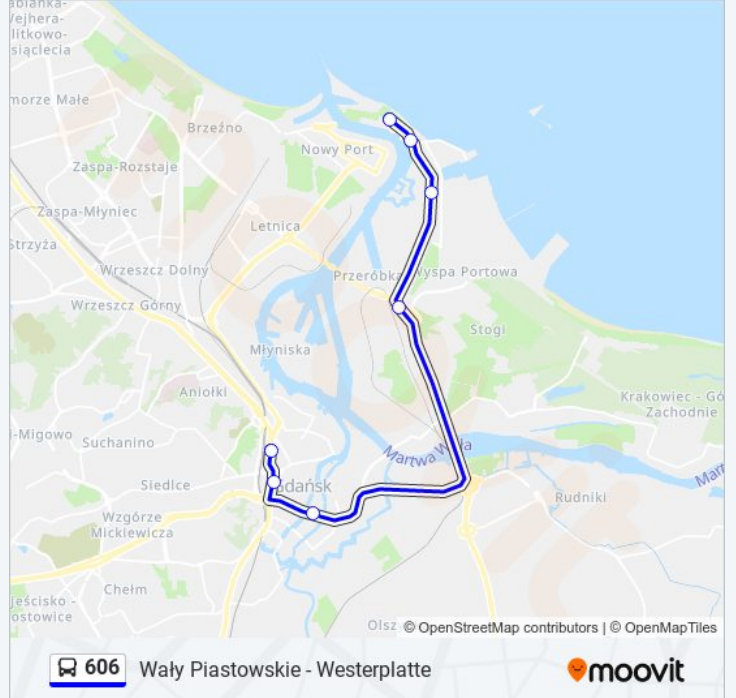 abianka-
Wejhera-
litkowo-
siąclecia
morze Małe
Brzeźno
Nowy Port
Zaspa-Rozstaje
Zaspa-Młyniec
Letnica
Strzyża
Wrzeszcz Dolny
Przeróbka
Wyspa Portowa
Wrzeszcz Górny
Stogi
Młyniska
Aniołki
Krakowiec - Gó
Zachodnie
i-Migowo
Suchanino
Martwa Wisła
Mart
Siedlce
Gdańsk
Rudniki
Wzgórze
Mickiewicza
Chełm
jeścisko -
ostowice
Olsz
© OpenStreetMap contributors | © OpenMapTiles
606 Wały Piastowskie - Westerplatte
moovit